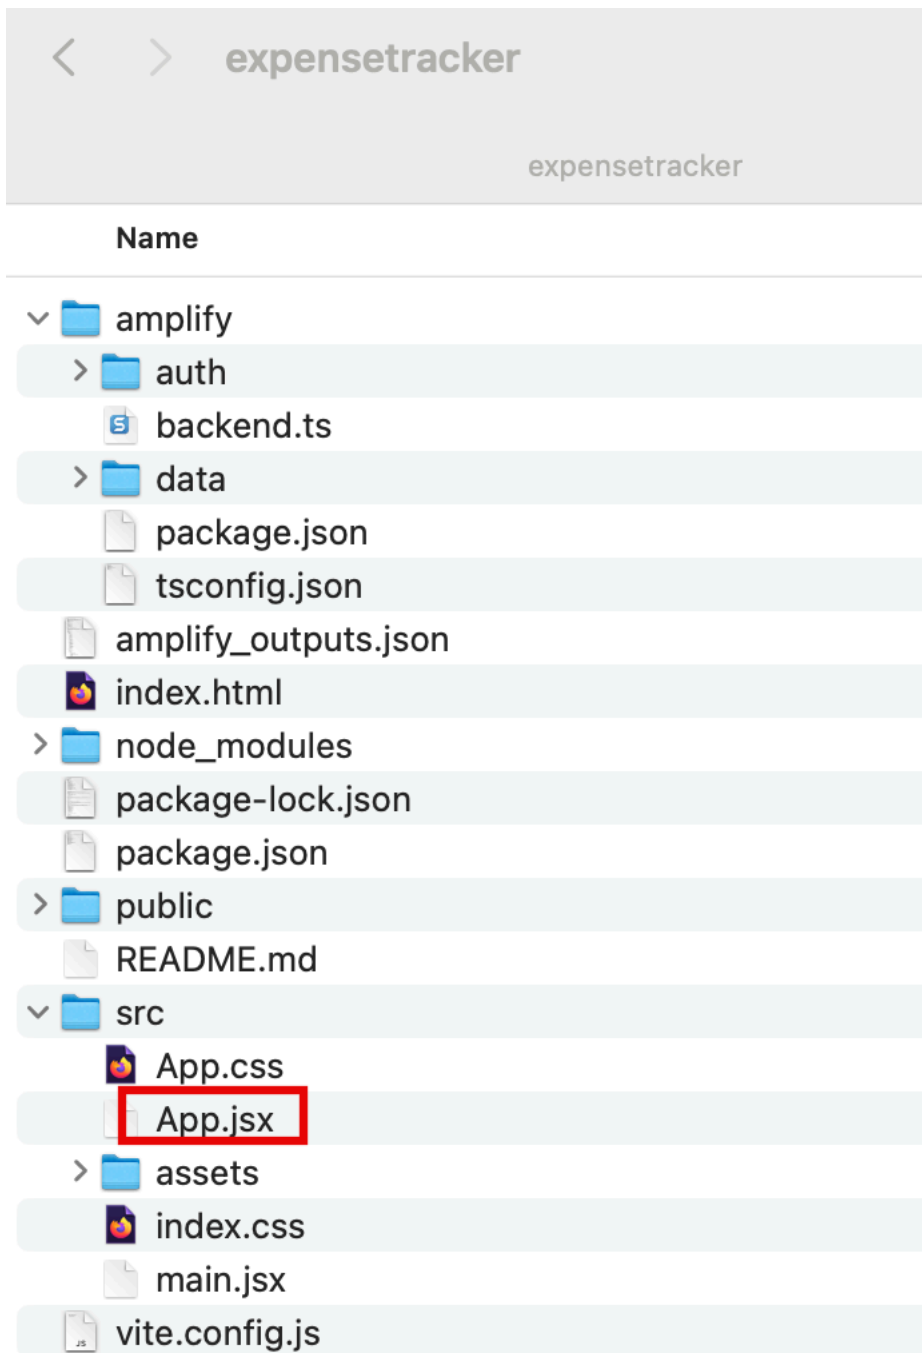 expensetracker
expensetracker
Name
amplify
auth
backend.ts
data
package.json
tsconfig.json
amplify_outputs.json
index.html
node_modules
package-lock.json
package.json
public
README.md
src
App.css
App.jsx
assets
index.css
main.jsx
vite.config.js